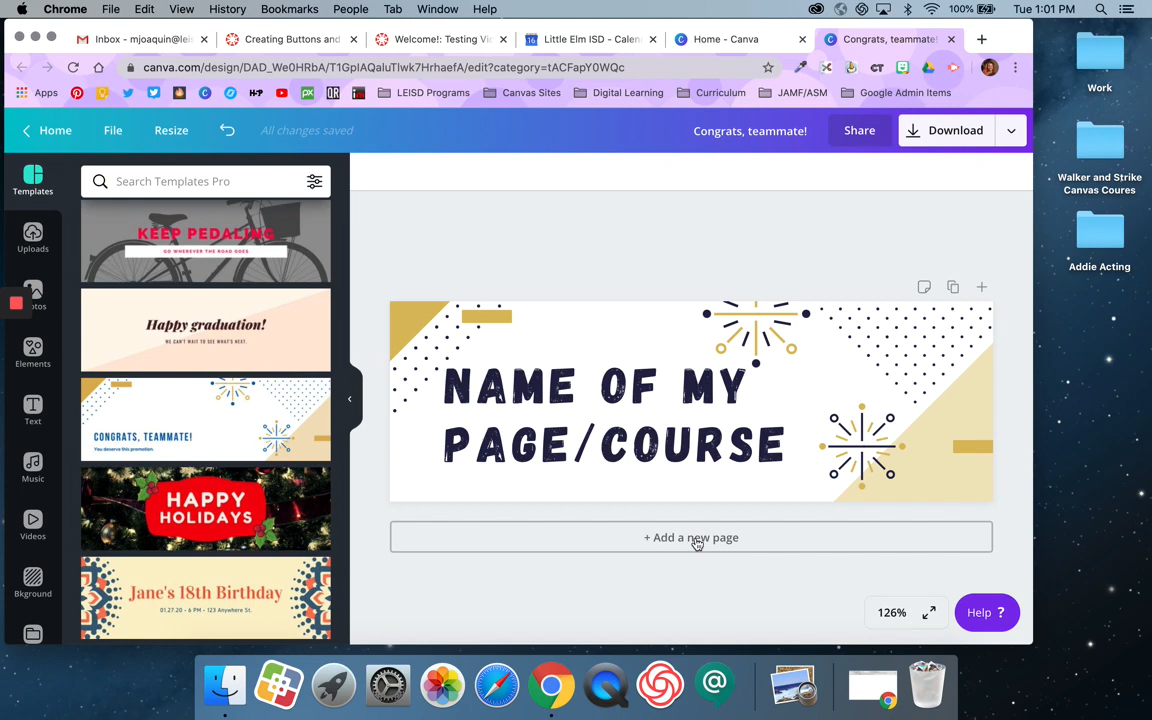 Chrome File Edit View History Bookmarks People Tab Window Help
100% Tue 1:01 PM
Inbox - mjoaquin@leis
Creating Buttons and
Welcome!: Testing Vi
Little Elm ISD - Calen
Home - Canva
Congrats, teammate!
canva.com/design/DAD_We0HRbA/T1GpIAQaluTlwk7HrhaefA/edit?category=tACFapY0WQc
Apps
LEISD Programs
Canvas Sites
Digital Learning
Curriculum
JAMF/ASM
Google Admin Items
Home File Resize All changes saved
Congrats, teammate! Share Download
Templates
Uploads
otos
Elements
Text
Music
Videos
Bkground
Search Templates Pro
KEEP PEDALING
GO WHEREVER THE ROAD GOES
Happy graduation!
WE CAN'T WAIT TO SEE WHAT'S NEXT.
CONGRATS, TEAMMATE!
You deserve this promotion.
HAPPY
HOLIDAYS
Jane's 18th Birthday
01.27.20 • 6 PM • 123 Anywhere St.
NAME OF MY
PAGE/COURSE
+ Add a new page
126%
Help ?
Work
Walker and Strike
Canvas Coures
Addie Acting